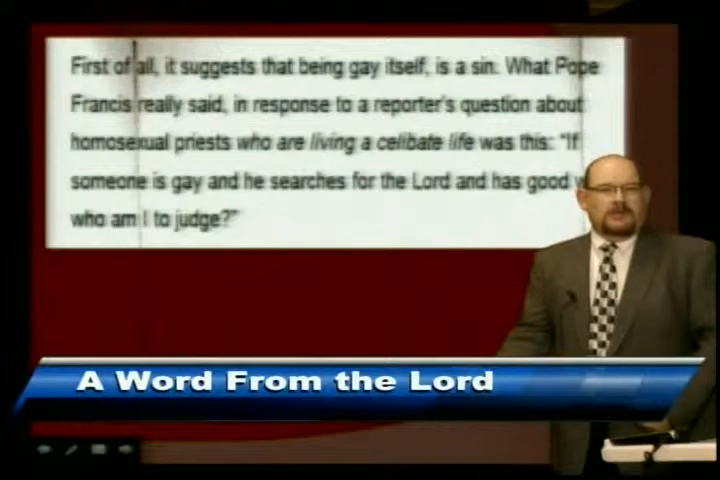 First of all, it suggests that being gay itself, is a sin. What Pope
Francis really said, in response to a reporter's question about
homosexual priests who are living a celibate life was this: "If
someone is gay and he searches for the Lord and has good
who am I to judge?"
A Word From the Lord